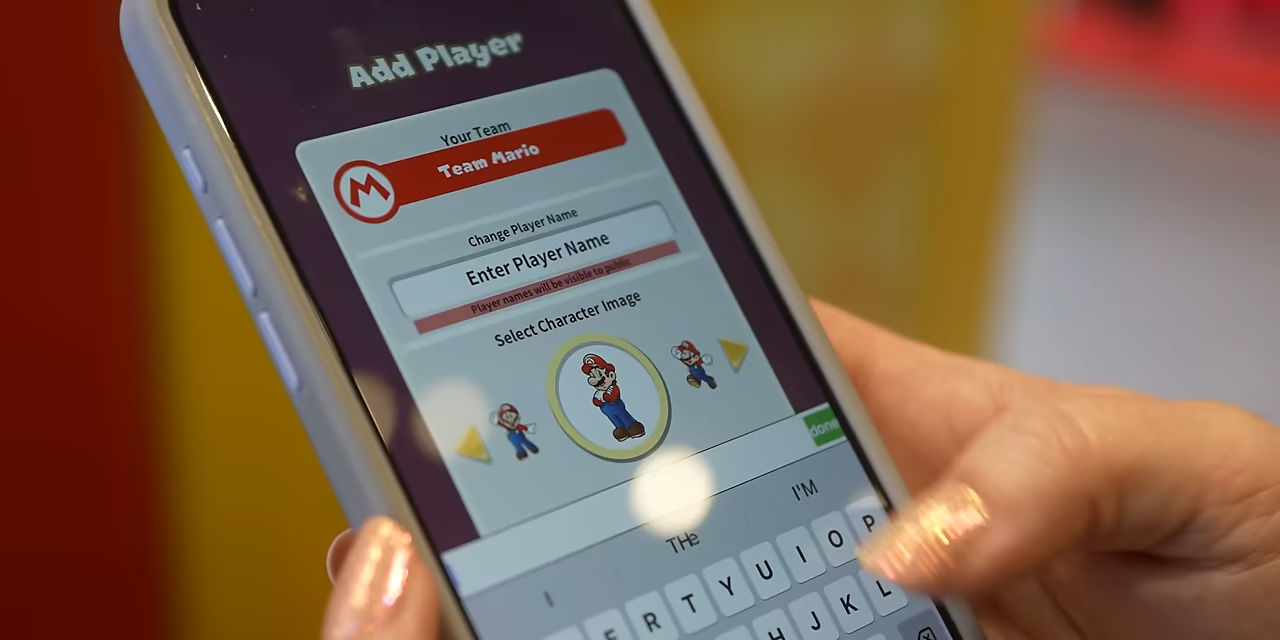 Add Player
Your Team
M
Team Mario
Change Player Name
Enter Player Name
Player names will be visible to public.
Select Character Image
done
I THe I'M
E R T Y U I O P
H J K L